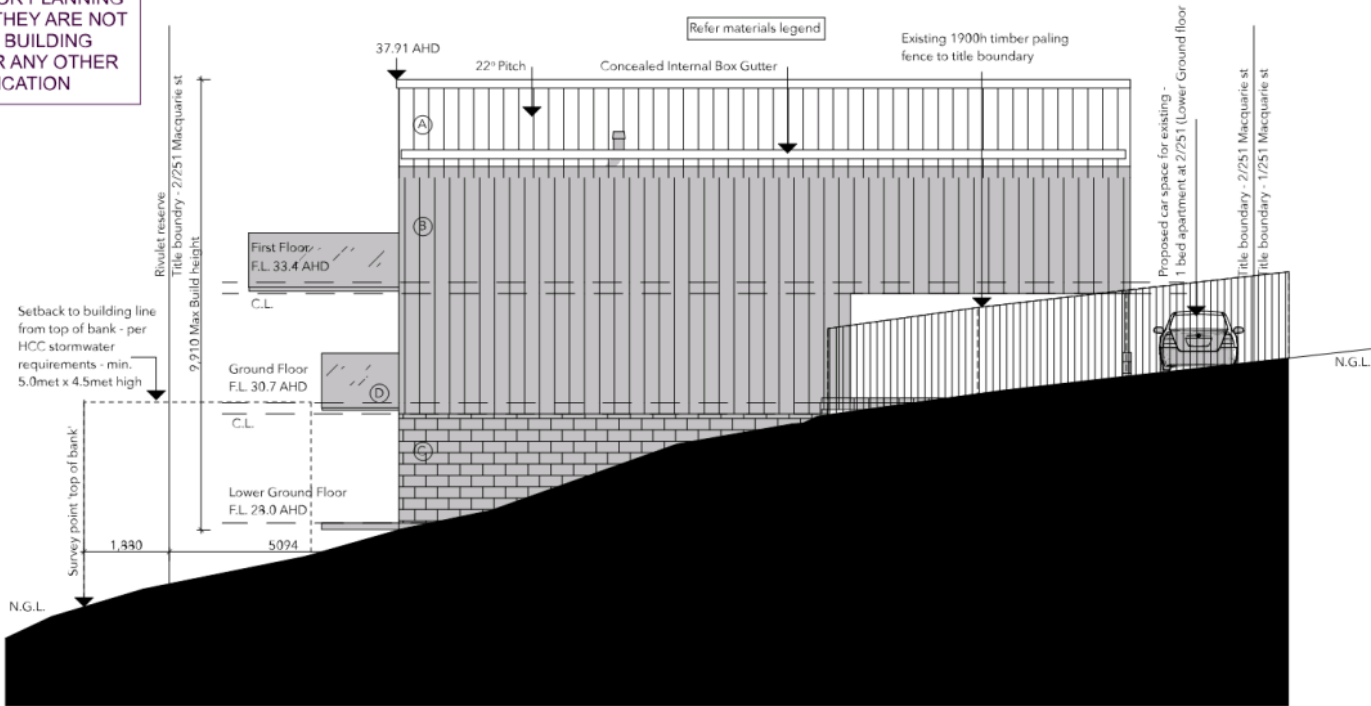 OR PLANNING
THEY ARE NOT
BUILDING
R ANY OTHER
ICATION
Refer materials legend
37.91 AHD
22° Pitch
Concealed Internal Box Gutter
Existing 1900h timber paling
fence to title boundary
Proposed car space for existing -
1 bed apartment at 2/251 (Lower Ground floor
Title boundary - 2/251 Macquarie st
Title boundary - 1/251 Macquarie st
Rivulet reserve
Title boundry - 2/251 Macquarie st
9,910 Max Build height
A
B
First Floor
F.L. 33.4 AHD
C.L.
Setback to building line
from top of bank - per
HCC stormwater
requirements - min.
5.0met x 4.5met high
Ground Floor
F.L. 30.7 AHD
D
C.L.
C
Lower Ground Floor
F.L. 28.0 AHD
Survey point 'top of bank'
5094
N.G.L.
N.G.L.